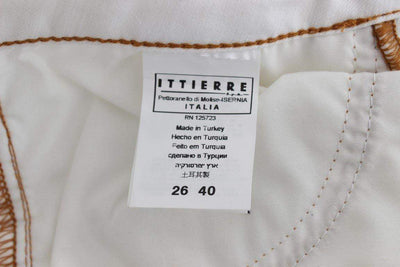 ITTIERRE
S.p.A.
Pettoranello di Molise-ISERNIA
ITALIA
RN 125723
Made in Turkey
Hecho en Turquia
Feito em Turquia
сделано в Турции
土耳其製
26 40